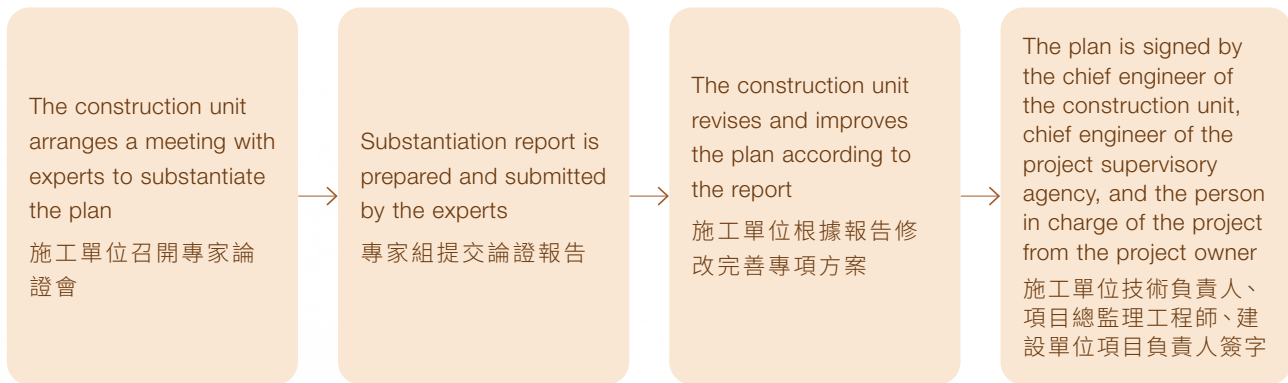 The construction unit
arranges a meeting with
experts to substantiate
the plan
施工單位召開專家論
證會
Substantiation report is
prepared and submitted
by the experts
專家組提交論證報告
The construction unit
revises and improves
the plan according to
the report
施工單位根據報告修
改完善專項方案
The plan is signed by
the chief engineer of
the construction unit,
chief engineer of the
project supervisory
agency, and the person
in charge of the project
from the project owner
施工單位技術負責人、
項目總監理工程師、建
設單位項目負責人簽字